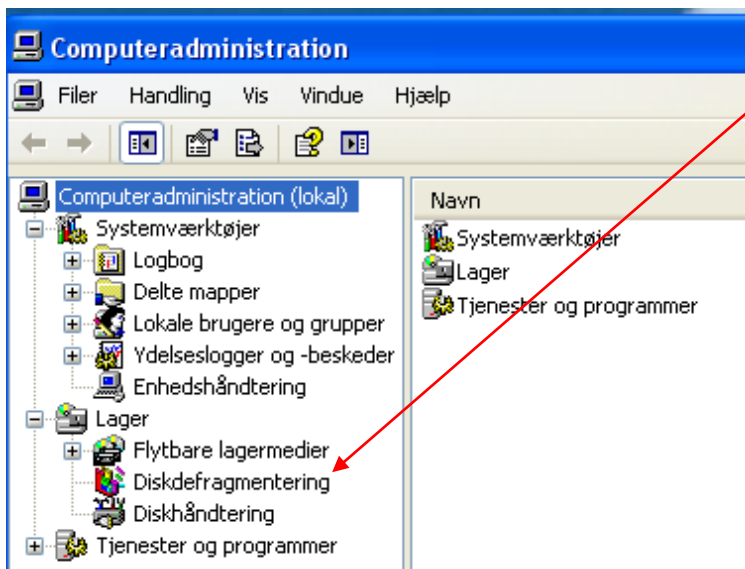 Computeradministration
Filer Handling Vis Vindue Hjælp
Computeradministration (lokal)
Systemværktøjer
Logbog
Delte mapper
Lokale brugere og grupper
Ydelseslogger og -beskeder
Enhedshåndtering
Lager
Flytbare lagermedier
Diskdefragmentering
Diskhåndtering
Tjenester og programmer
Navn
Systemværktøjer
Lager
Tjenester og programmer